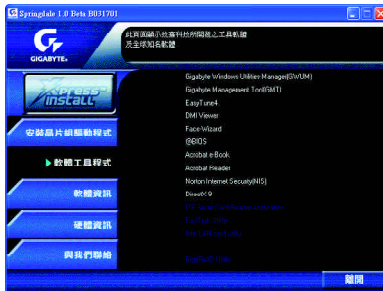 Springdale 1.0 Beta B031701
GIGABYTE
此頁面顯示技嘉科技所開發之工具軟體
及全球知名軟體
Xpress
Install
安裝晶片組驅動程式
軟體工具程式
軟體資訊
硬體資訊
與我們聯絡
Gigabyte Windows Utilities Manager(GWUM)
Gigabyte Management Tool(GMT)
EasyTune4
DMI Viewer
Face-Wizard
@BIOS
Acrobat e-Book
Acrobat Reader
Norton Internet Security(NIS)
DirectX 9
離開